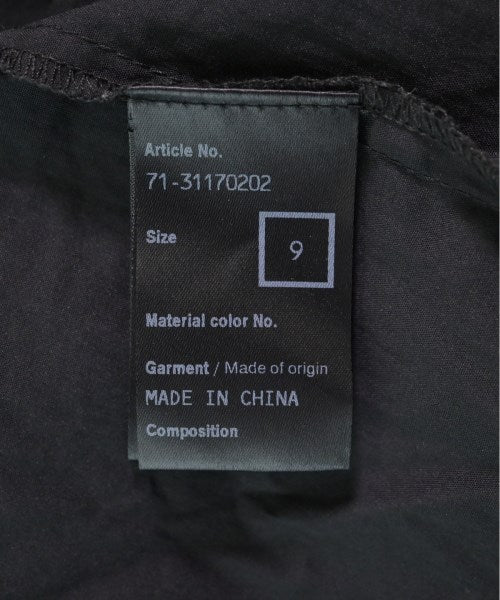 Article No.
71-31170202
Size
9
Material color No.
Garment / Made of origin
MADE IN CHINA
Composition